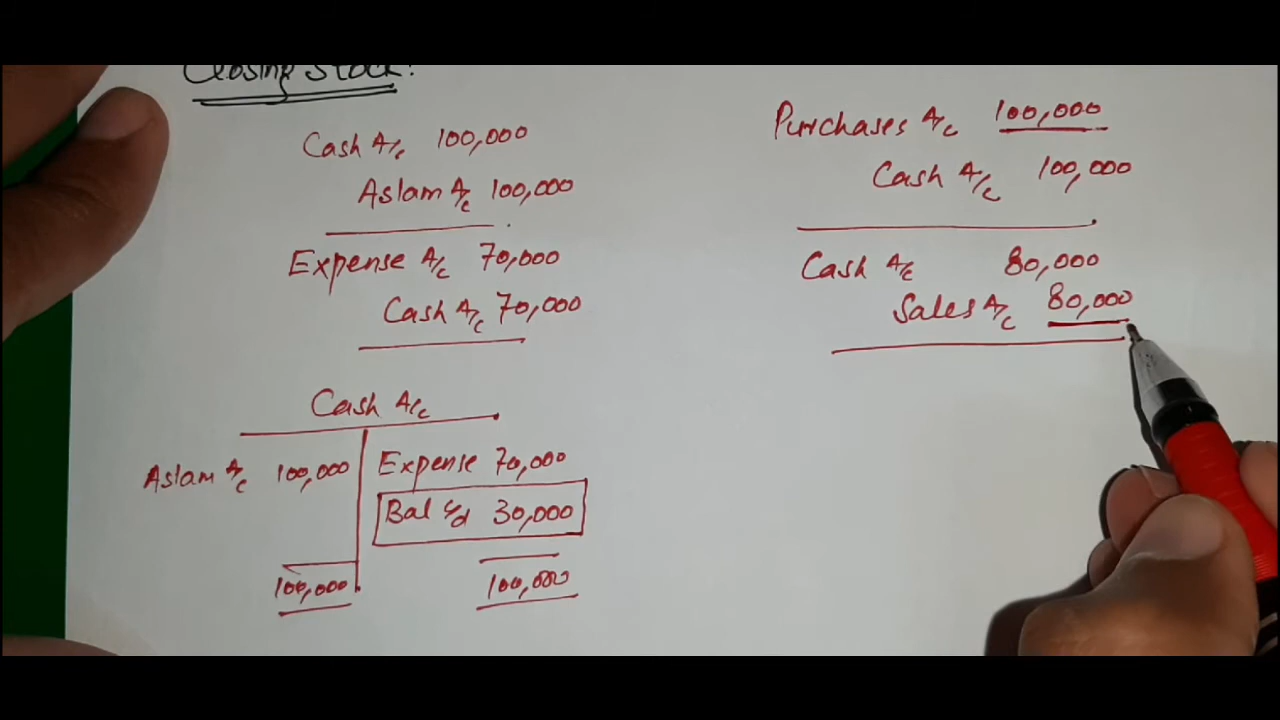 Closing Stock:
Cash A/c 100,000
Aslam A/c 100,000
Expense A/c 70,000
Cash A/c 70,000
Cash A/c
Aslam A/c 100,000
100,000
Expense 70,000
Bal c/d 30,000
100,000
Purchases A/c 100,000
Cash A/c 100,000
Cash A/c 80,000
Sales A/c 80,000